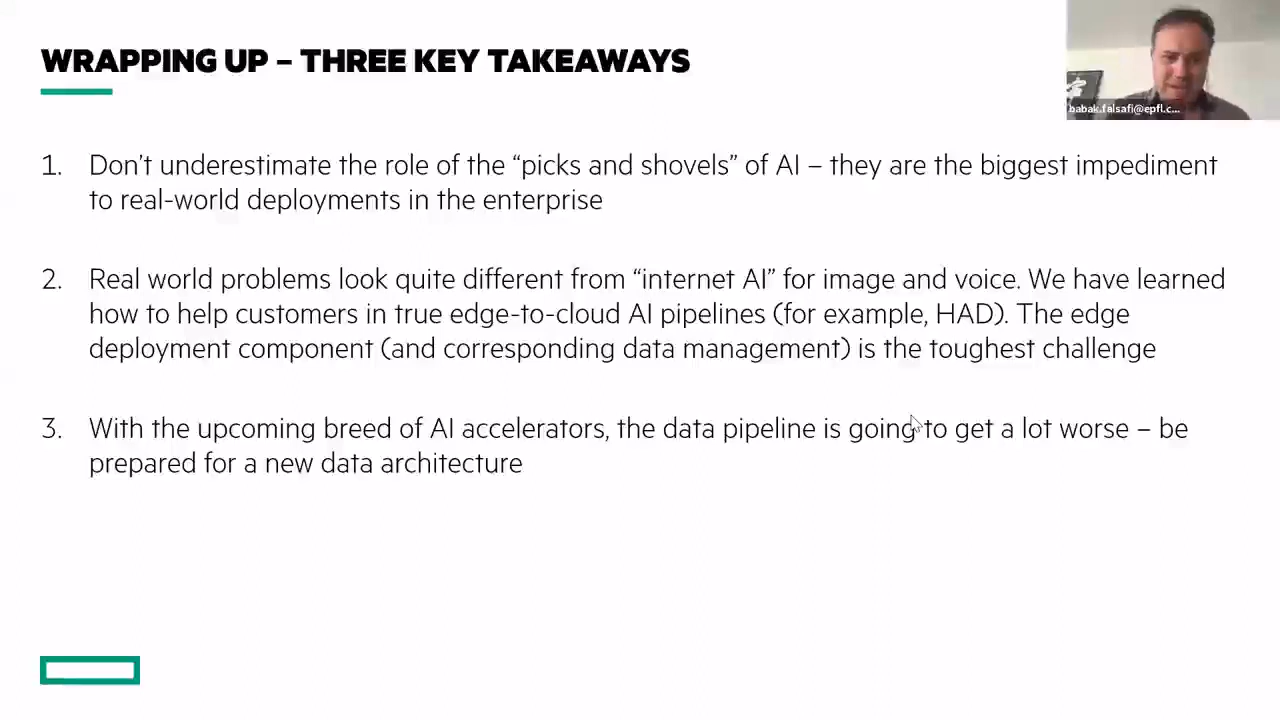 WRAPPING UP – THREE KEY TAKEAWAYS
babak.falsafi@epfl.c...
1. Don’t underestimate the role of the “picks and shovels” of AI – they are the biggest impediment
to real-world deployments in the enterprise
2. Real world problems look quite different from “internet AI” for image and voice. We have learned
how to help customers in true edge-to-cloud AI pipelines (for example, HAD). The edge
deployment component (and corresponding data management) is the toughest challenge
3. With the upcoming breed of AI accelerators, the data pipeline is going to get a lot worse – be
prepared for a new data architecture